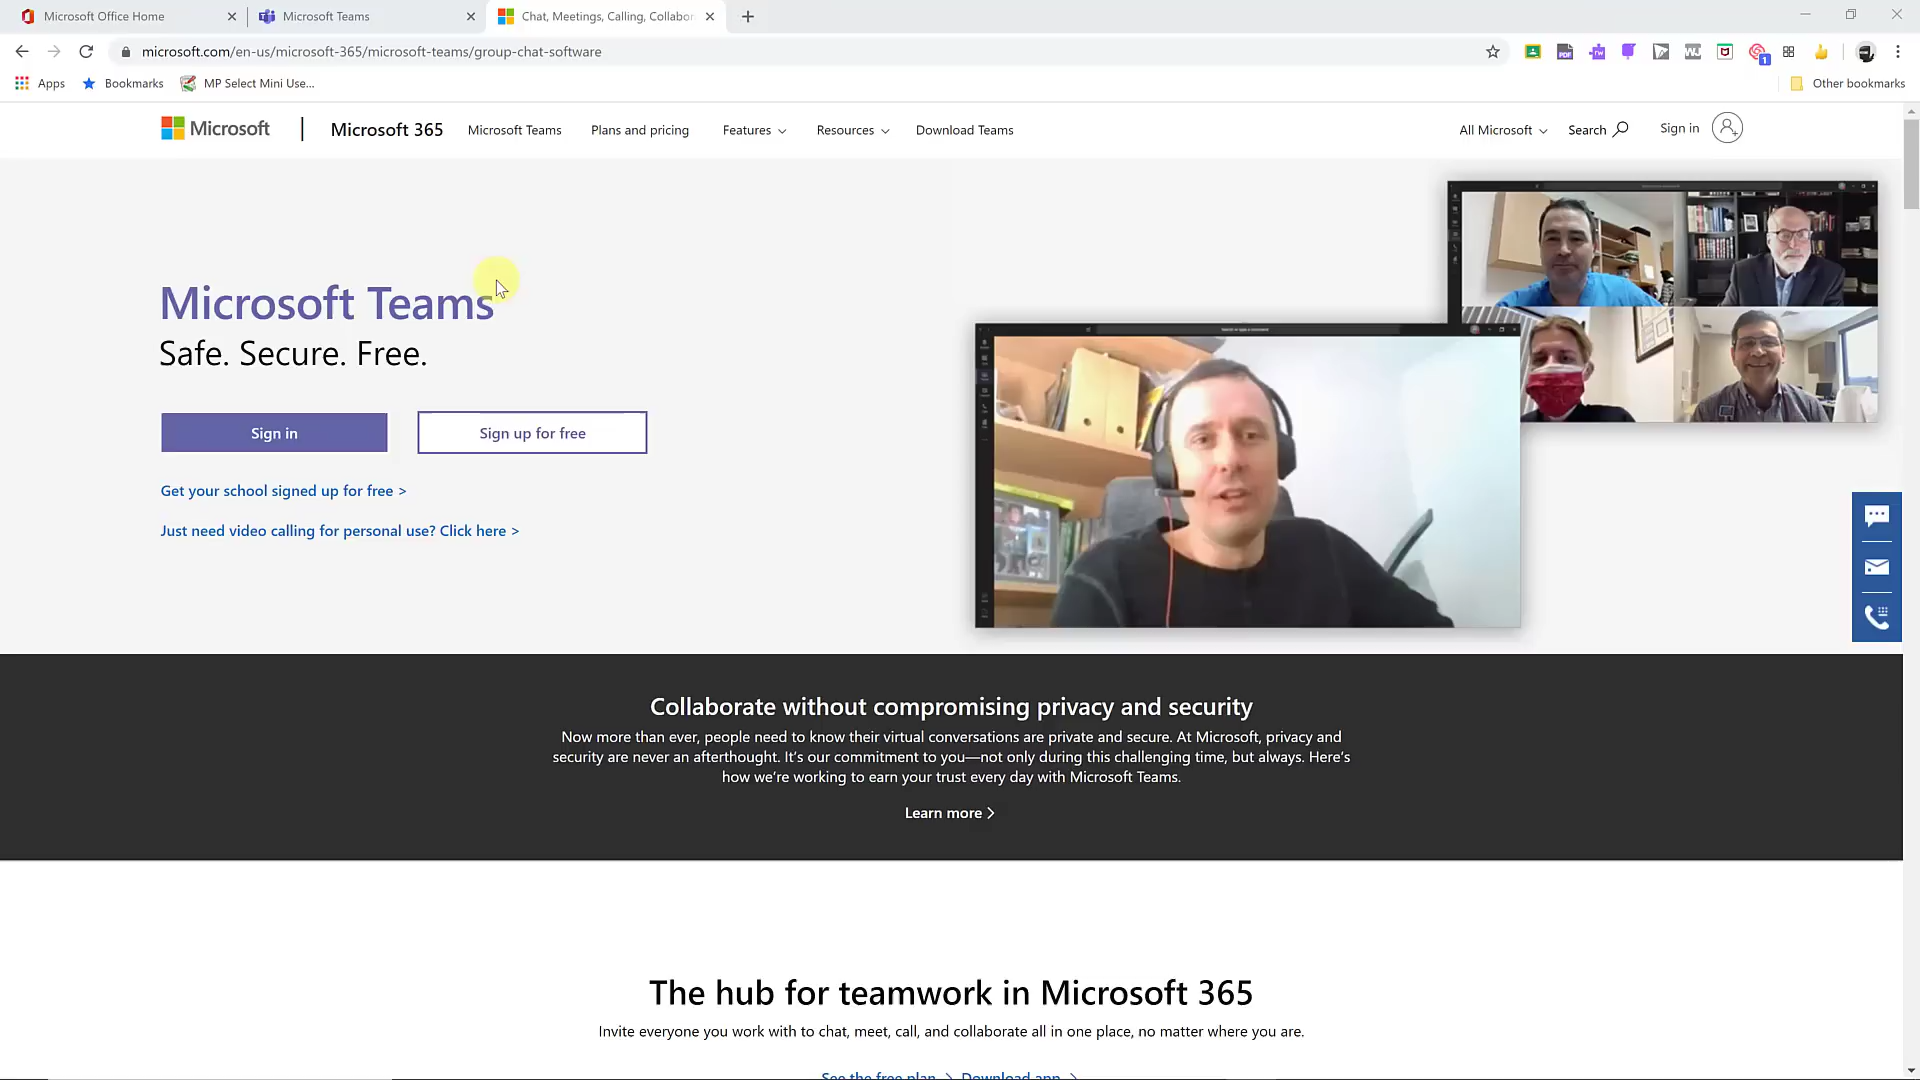 Microsoft Office Home
Microsoft Teams
Chat, Meetings, Calling, Collabor
microsoft.com/en-us/microsoft-365/microsoft-teams/group-chat-software
Apps
Bookmarks
MP Select Mini Use...
Other bookmarks
Microsoft
Microsoft 365
Microsoft Teams
Plans and pricing
Features
Resources
Download Teams
All Microsoft
Search
Sign in
Microsoft Teams
Safe. Secure. Free.
Sign in
Sign up for free
Get your school signed up for free >
Just need video calling for personal use? Click here >
Collaborate without compromising privacy and security
Now more than ever, people need to know their virtual conversations are private and secure. At Microsoft, privacy and
security are never an afterthought. It's our commitment to you—not only during this challenging time, but always. Here's
how we're working to earn your trust every day with Microsoft Teams.
Learn more >
The hub for teamwork in Microsoft 365
Invite everyone you work with to chat, meet, call, and collaborate all in one place, no matter where you are.
See the free plan > Download app >